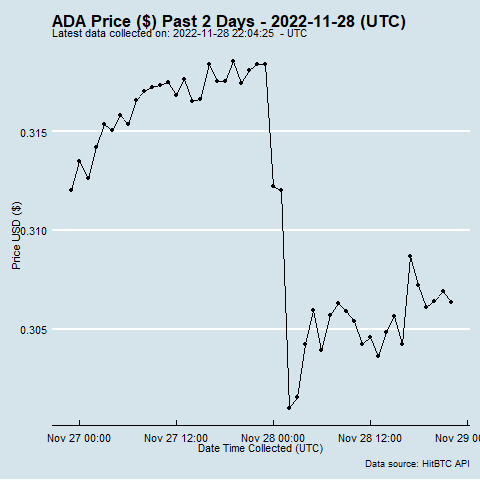 ADA Price ($) Past 2 Days - 2022-11-28 (UTC)
Latest data collected on: 2022-11-28 22:04:25  - UTC
0.315
0.310
0.305
Price USD ($)
Nov 27 00:00 Nov 27 12:00 Nov 28 00:00 Nov 28 12:00 Nov 29 0
Date Time Collected (UTC)
Data source: HitBTC API